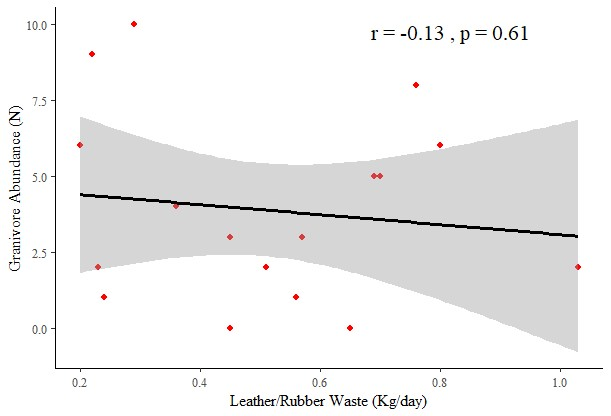 r = -0.13 , p = 0.61
Granivore Abundance (N)
10.0
7.5
5.0
2.5
0.0
0.2 0.4 0.6 0.8 1.0
Leather/Rubber Waste (Kg/day)